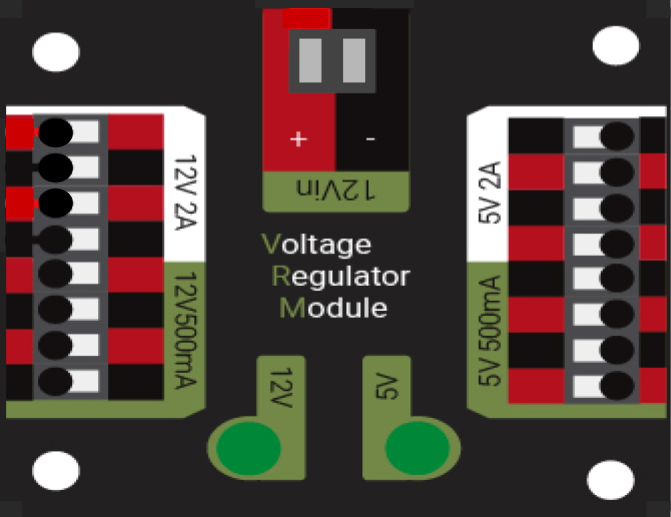 + -
12Vin
12V 2A
12V500mA
Voltage
Regulator
Module
5V 2A
5V 500mA
12V
5V